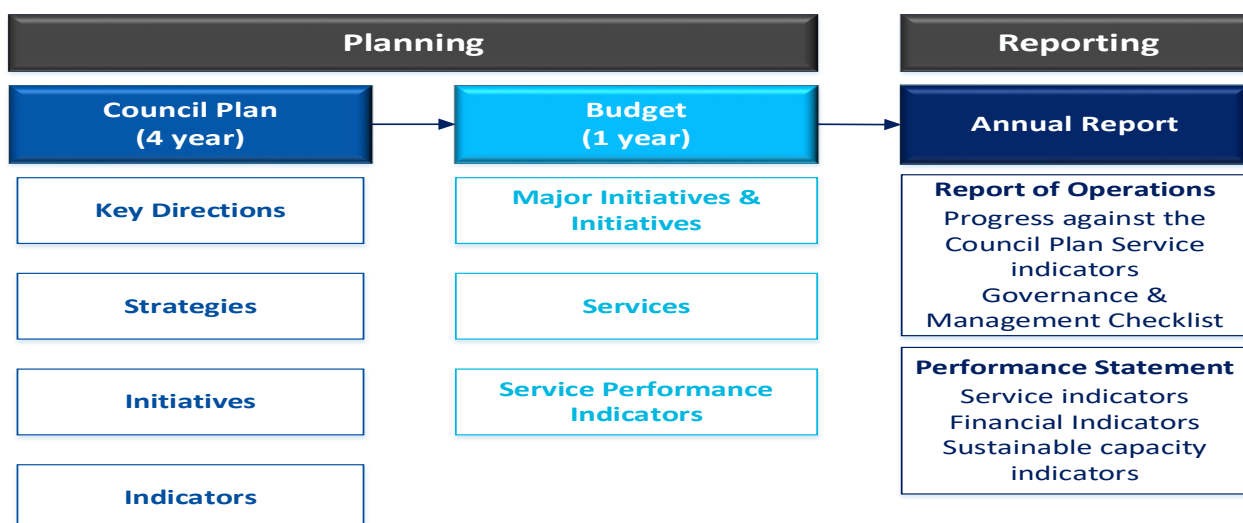 Planning
Reporting
Council Plan
(4 year)
Budget
(1 year)
Annual Report
Key Directions
Strategies
Initiatives
Indicators
Major Initiatives &
Initiatives
Services
Service Performance
Indicators
Report of Operations
Progress against the
Council Plan Service
indicators
Governance &
Management Checklist
Performance Statement
Service indicators
Financial Indicators
Sustainable capacity
indicators